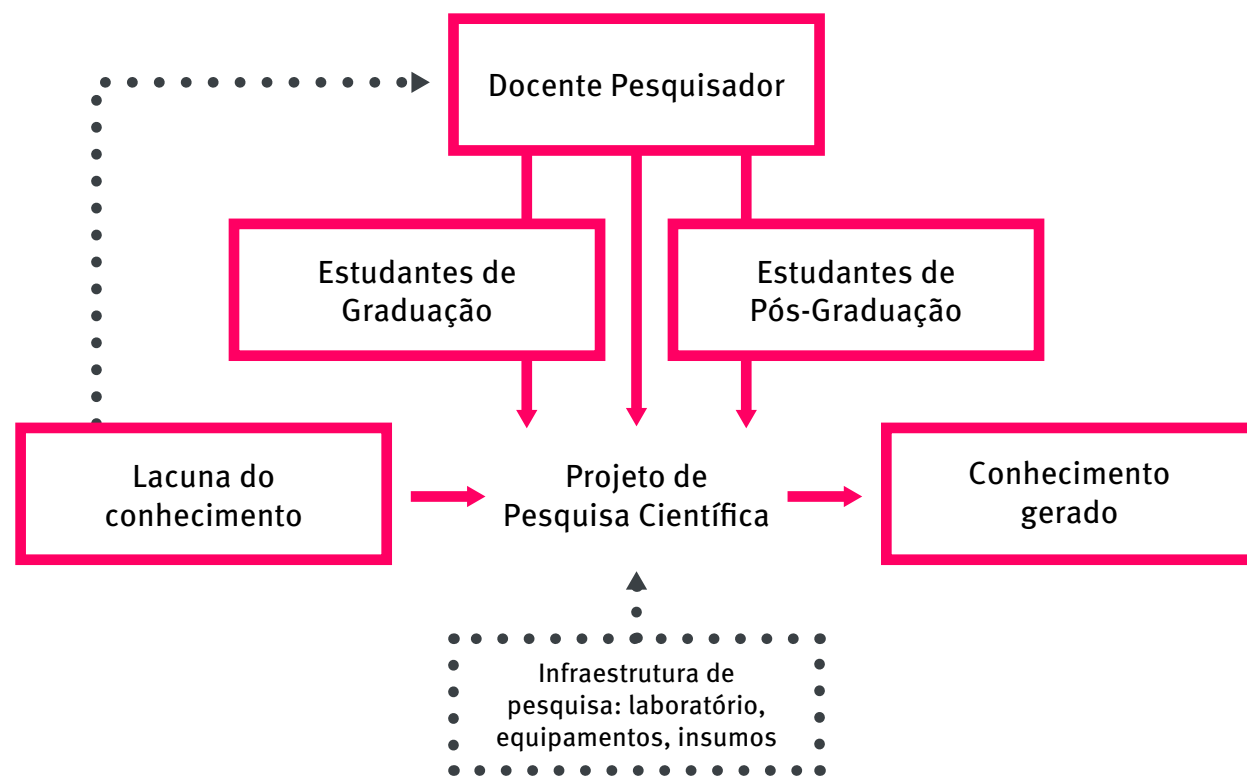 Docente Pesquisador
Estudantes de
Graduação
Estudantes de
Pós-Graduação
Lacuna do
conhecimento
Projeto de
Pesquisa Científica
Conhecimento
gerado
Infraestrutura de
pesquisa: laboratório,
equipamentos, insumos